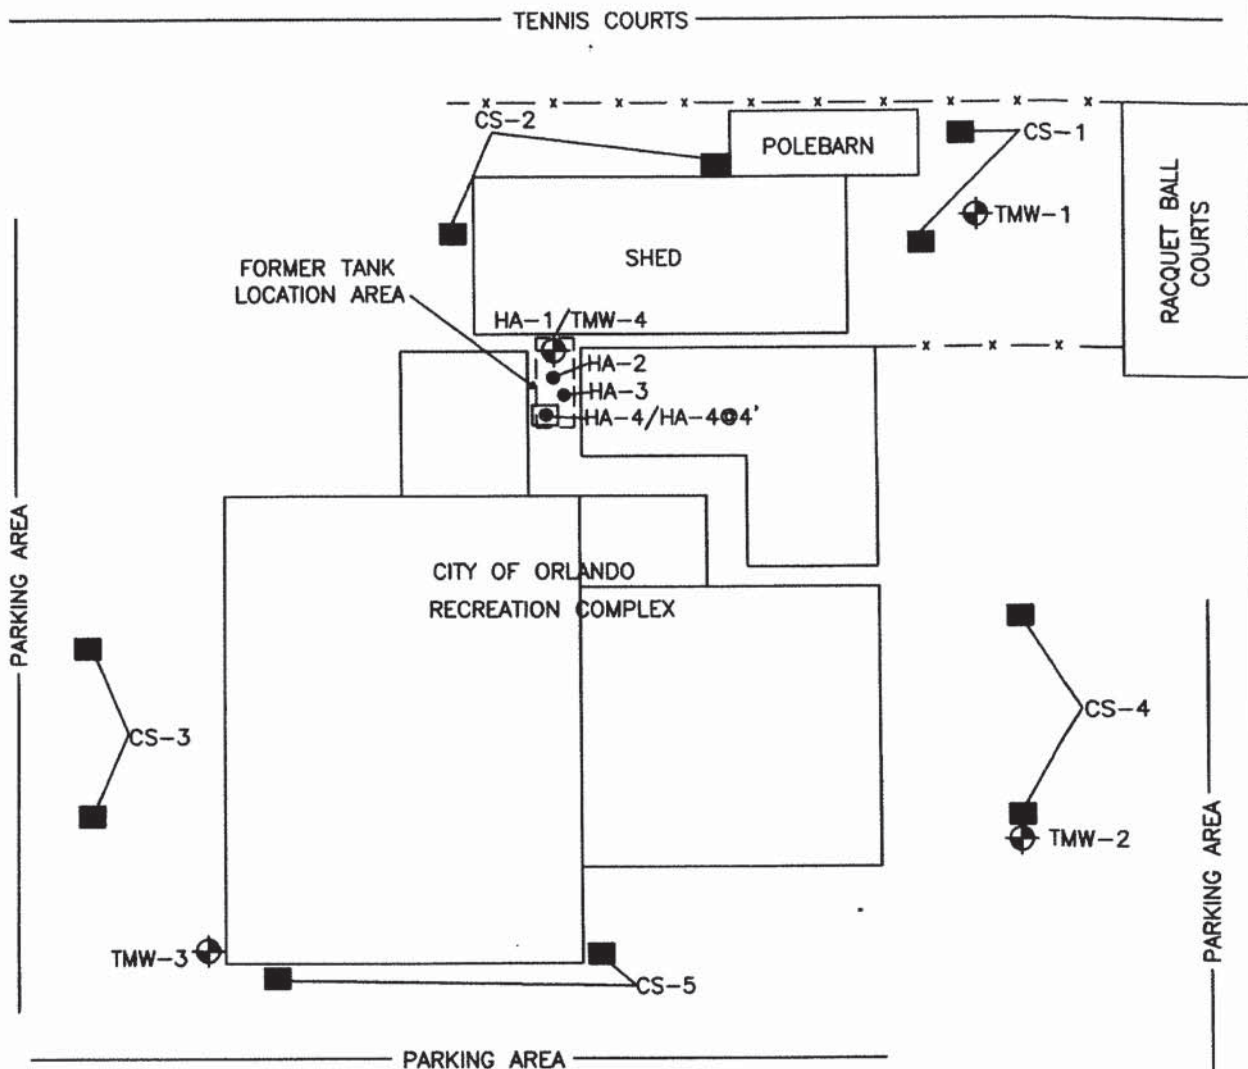 TENNIS COURTS
CS-2
POLEBARN
CS-1
TMW-1
RACQUET BALL
COURTS
SHED
FORMER TANK
LOCATION AREA
HA-1/TMW-4
HA-2
HA-3
HA-4/HA-4@4'
PARKING AREA
CITY OF ORLANDO
RECREATION COMPLEX
CS-3
CS-4
TMW-2
PARKING AREA
TMW-3
CS-5
PARKING AREA